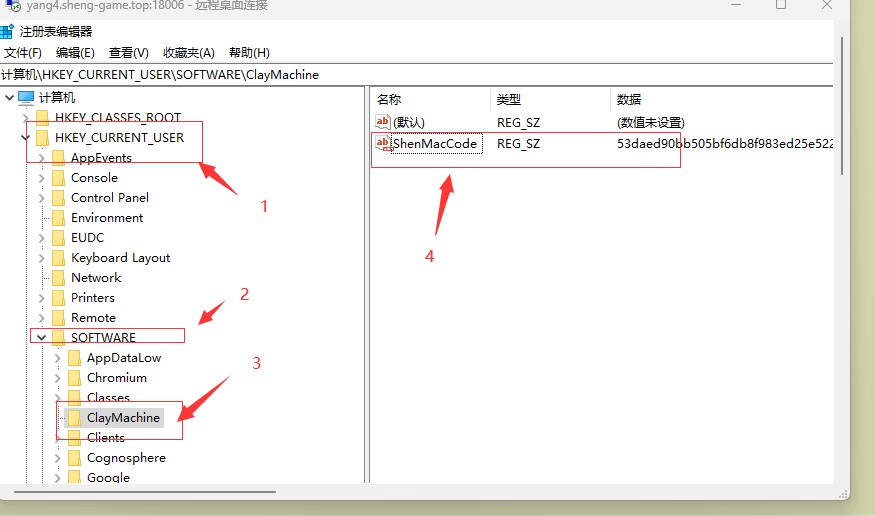 yang4.sheng-game.top:18006 - 远程桌面连接
注册表编辑器
文件(F) 编辑(E) 查看(V) 收藏夹(A) 帮助(H)
计算机\HKEY_CURRENT_USER\SOFTWARE\ClayMachine
计算机
HKEY_CLASSES_ROOT
HKEY_CURRENT_USER
AppEvents
Console
Control Panel
Environment
EUDC
Keyboard Layout
Network
Printers
Remote
SOFTWARE
AppDataLow
Chromium
Classes
ClayMachine
Clients
Cognosphere
Google
1
2
3
名称 类型 数据
ab (默认) REG_SZ (数值未设置)
ab ShenMacCode REG_SZ 53daed90bb505bf6db8f983ed25e522
4